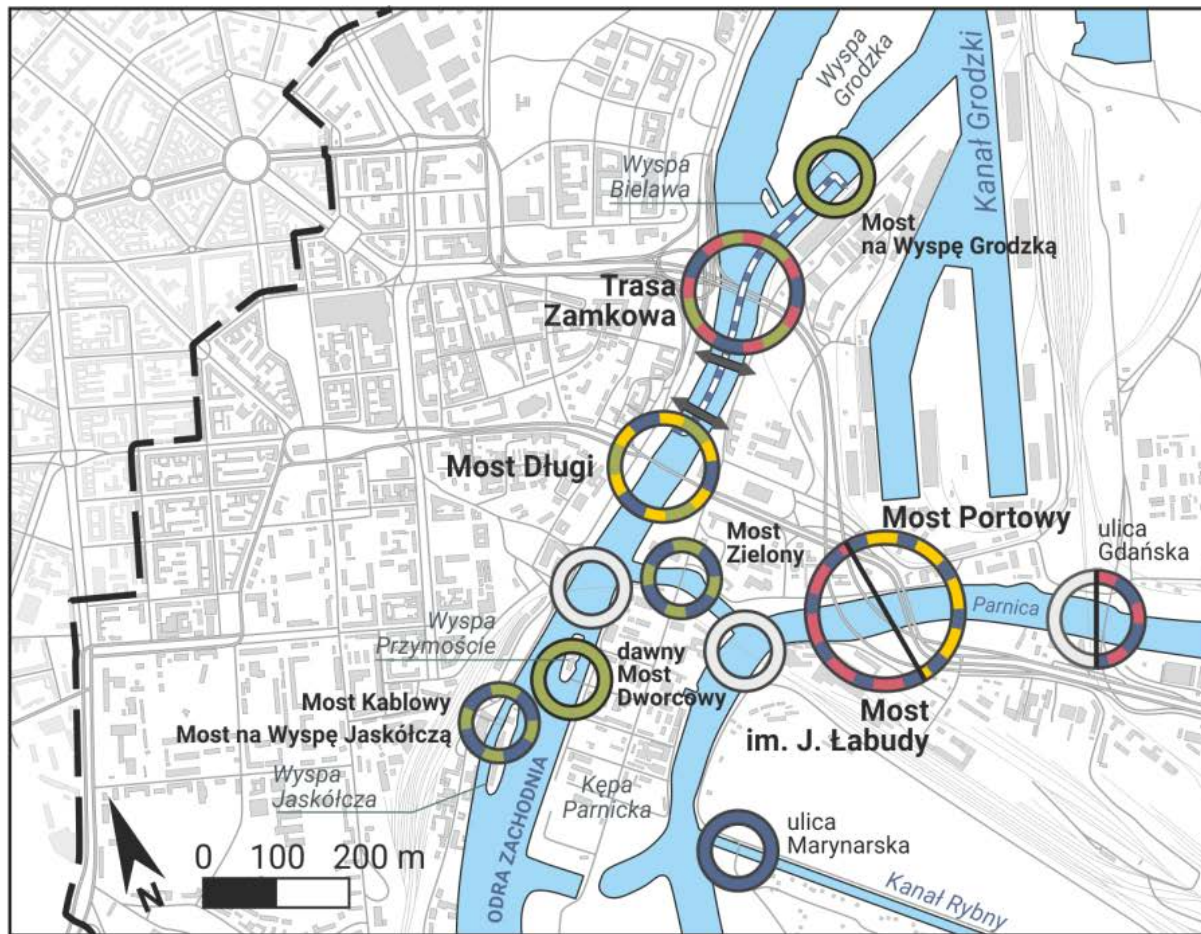 Wyspa
Grodzka
Kanał Grodzki
Wyspa
Bielawa
Most
na Wyspę Grodzką
Trasa
Zamkowa
Most Długi
Most Portowy
ulica
Gdańska
Most
Zielony
Parnica
Wyspa
Przymoście
dawny
Most
Dworcowy
Most Kablowy
Most na Wyspę Jaskółczą
Most
im. J. Łabudy
Wyspa
Jaskółcza
Kępa
Parnicka
ODRA ZACHODNIA
ulica
Marynarska
Kanał Rybny
N
0 100 200 m